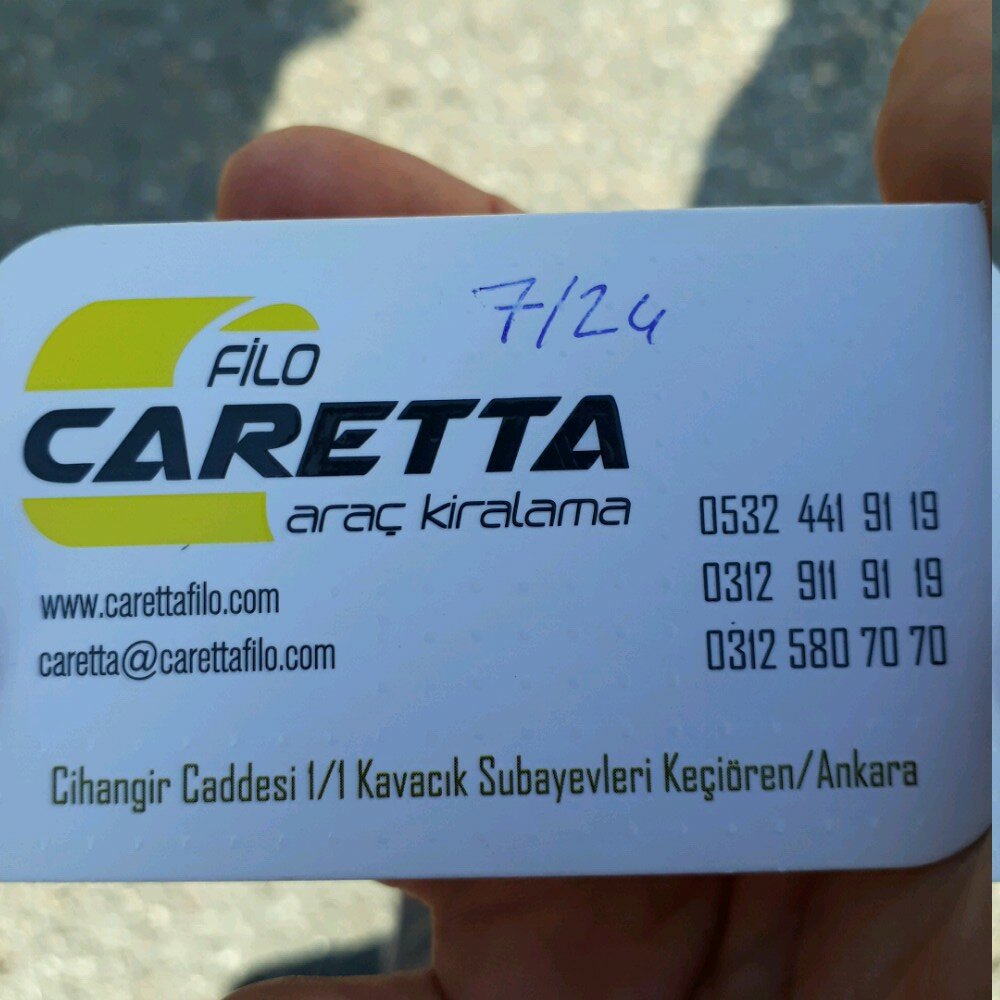 7/24
FİLO
CARETTA
araç kiralama
0532 441 91 19
0312 911 91 19
0312 580 70 70
www.carettafilo.com
caretta@carettafilo.com
Cihangir Caddesi 1/1 Kavacık Subayevleri Keçiören/Ankara